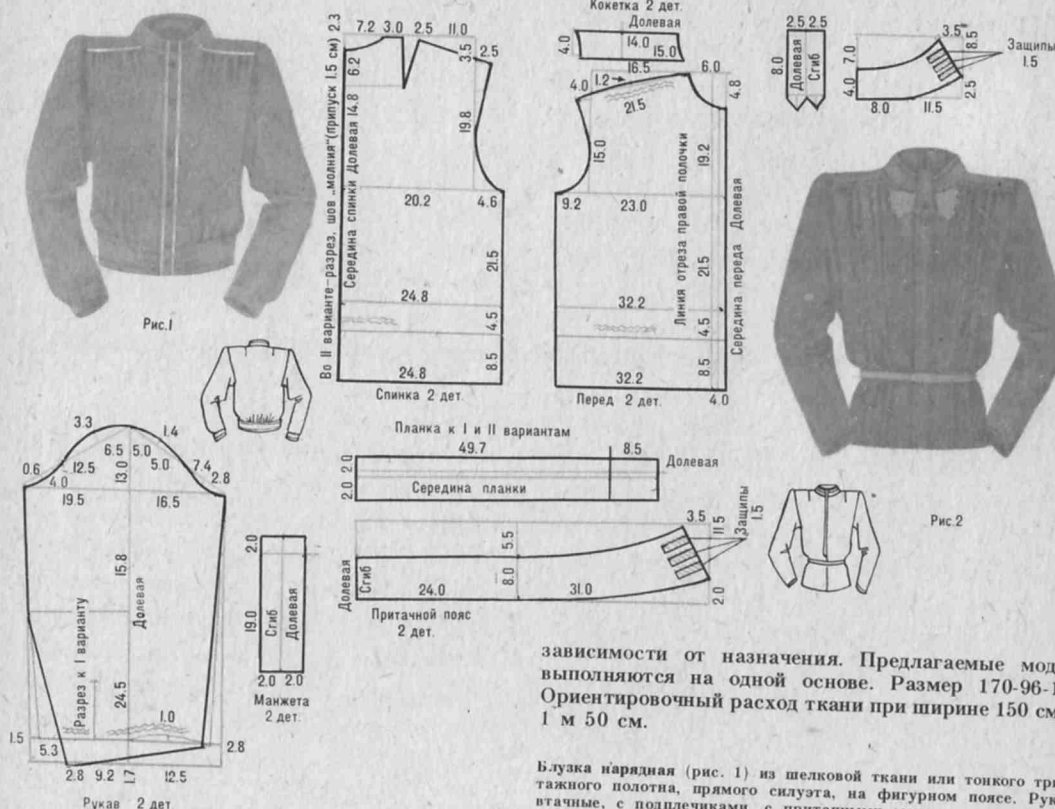 Кокетка 2 дет.
Долевая
2.3
7.2 3.0 2.5 11.0
6.2
3.5
2.5
14.8
19.8
Во II варианте-разрез, шов „молния"(припуск 1.5 см)
Середина спинки Долевая
20.2 4.6
21.5
24.8
4.5
8.5
24.8
Спинка 2 дет.
4.0
14.0
15.0
16.5
6.0
4.0
1.2
21.5
4.8
15.0
19.2
9.2 23.0
Линия отреза правой полочки
Середина переда Долевая
21.5
32.2
4.5
8.5
32.2
4.0
Перед 2 дет.
2.5 2.5
8.0
Долевая
Сгиб
3.5
8.5
7.0
4.0
8.0 11.5
2.5
Защипы
1.5
Рис.1
Рис.2
Планка к I и II вариантам
49.7 8.5
Долевая
2.0
2.0
Середина планки
Долевая
Сгиб
24.0
5.5
8.0
31.0
3.5
11.5
2.0
Защипы
1.5
Притачной пояс
2 дет.
3.3
1.4
6.5 5.0
0.6
12.5
13.0
5.0
7.4
4.0
2.8
19.5 16.5
15.8
Долевая
Разрез к I варианту
24.5
1.0
1.5
5.3
2.8
2.8 9.2 1.7 12.5
Рукав 2 дет.
2.0
19.0
Сгиб
Долевая
2.0 2.0
Манжета
2 дет.
зависимости от назначения. Предлагаемые мод
выполняются на одной основе. Размер 170-96-1
Ориентировочный расход ткани при ширине 150 см
1 м 50 см.
Блузка нарядная (рис. 1) из шелковой ткани или тонкого три
тажного полотна, прямого силуэта, на фигурном поясе. Рук
втачные, с подплечиками, с